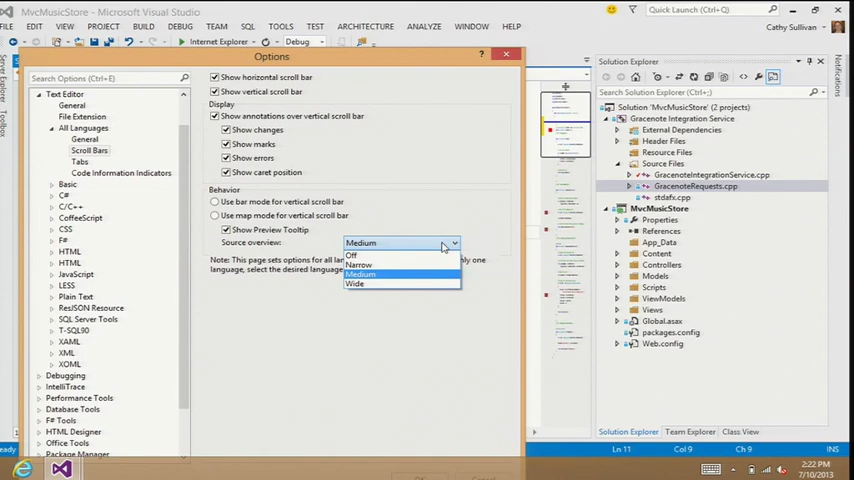 MvcMusicStore - Microsoft Visual Studio
Quick Launch (Ctrl+Q)
FILE EDIT VIEW PROJECT BUILD DEBUG TEAM SQL TOOLS TEST ARCHITECTURE ANALYZE WINDOW HELP
Cathy Sullivan
Internet Explorer
Debug
Options
?
Server Explorer
Toolbox
Search Options (Ctrl+E)
Text Editor
General
File Extension
All Languages
General
Scroll Bars
Tabs
Code Information Indicators
Basic
C#
C/C++
CoffeeScript
CSS
F#
HTML
HTML
LESS
Plain Text
ResJSON Resource
SQL Server Tools
T-SQL90
XAML
XML
XOML
Debugging
IntelliTrace
Performance Tools
Database Tools
F# Tools
HTML Designer
Office Tools
Package Manager
Show horizontal scroll bar
Show vertical scroll bar
Display
Show annotations over vertical scroll bar
Show changes
Show marks
Show errors
Show caret position
Behavior
Use bar mode for vertical scroll bar
Use map mode for vertical scroll bar
Show Preview Tooltip
Source overview:
Medium
Off
Narrow
Medium
Wide
Note: This page sets options for all lan
nly one
language, select the desired language
Solution Explorer
Search Solution Explorer (Ctrl+;)
Solution 'MvcMusicStore' (2 projects)
Gracenote Integration Service
External Dependencies
Header Files
Resource Files
Source Files
GracenoteIntegrationService.cpp
GracenoteRequests.cpp
stdafx.cpp
MvcMusicStore
Properties
References
App_Data
Content
Controllers
Models
Scripts
ViewModels
Views
Global.asax
packages.config
Web.config
Solution Explorer Team Explorer Class View
Notifications
Ready
Ln 11
Col 9
Ch 9
INS
2:22 PM
7/10/2013